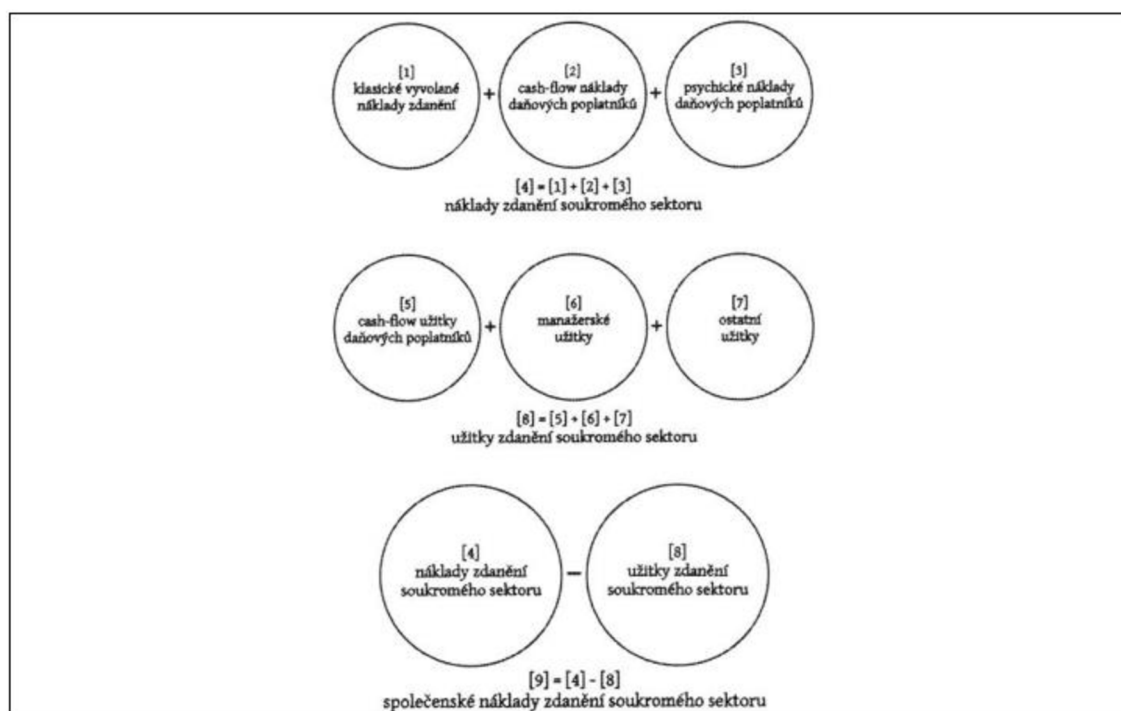 [1]
klasické vyvolané
náklady zdanění
+
[2]
cash-flow náklady
daňových poplatníků
+
[3]
psychické náklady
daňových poplatníků
[4] = [1] + [2] + [3]
náklady zdanění soukromého sektoru
[5]
cash-flow užitky
daňových poplatníků
+
[6]
manažerské
užitky
+
[7]
ostatní
užitky
[8] = [5] + [6] + [7]
užitky zdanění soukromého sektoru
[4]
náklady zdanění
soukromého sektoru
−
[8]
užitky zdanění
soukromého sektoru
[9] = [4] - [8]
společenské náklady zdanění soukromého sektoru